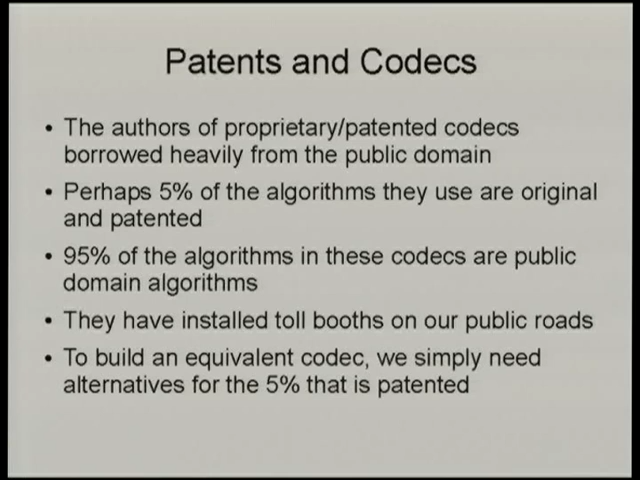 Patents and Codecs
• The authors of proprietary/patented codecs
borrowed heavily from the public domain
• Perhaps 5% of the algorithms they use are original
and patented
• 95% of the algorithms in these codecs are public
domain algorithms
• They have installed toll booths on our public roads
• To build an equivalent codec, we simply need
alternatives for the 5% that is patented